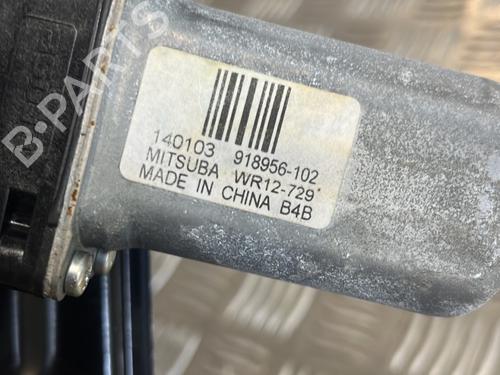 B-PARTS
140103 918956-102
MITSUBA WR12-729
MADE IN CHINA B4B